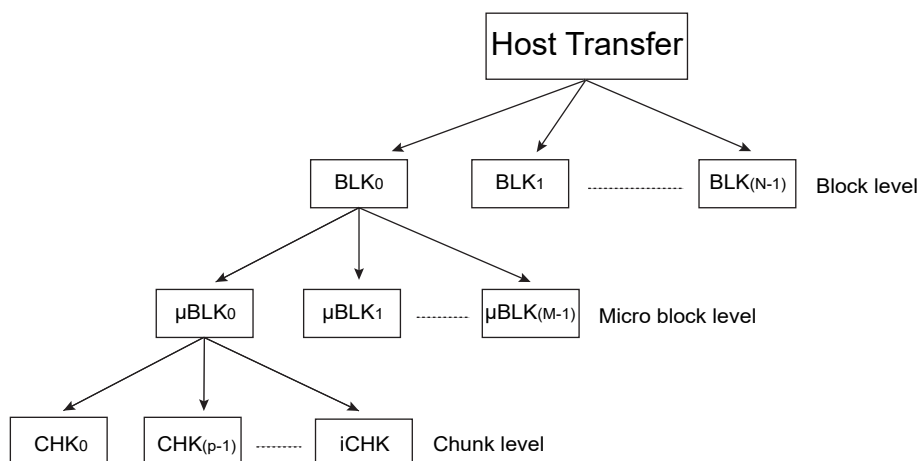 Host Transfer
BLK0
BLK1
BLK(N-1)
Block level
μBLK0
μBLK1
μBLK(M-1)
Micro block level
CHK0
CHK(p-1)
iCHK
Chunk level